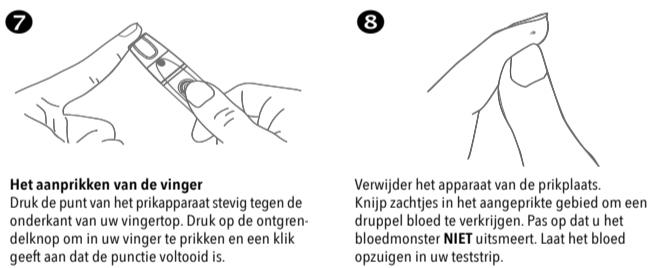 7
Het aanprikken van de vinger
Druk de punt van het prikapparaat stevig tegen de
onderkant van uw vingertop. Druk op de ontgren-
delknop om in uw vinger te prikken en een klik
geeft aan dat de punctie voltooid is.
8
Verwijder het apparaat van de prikplaats.
Knijp zachtjes in het aangeprikte gebied om een
druppel bloed te verkrijgen. Pas op dat u het
bloedmonster NIET uitsmeert. Laat het bloed
opzuigen in uw teststrip.